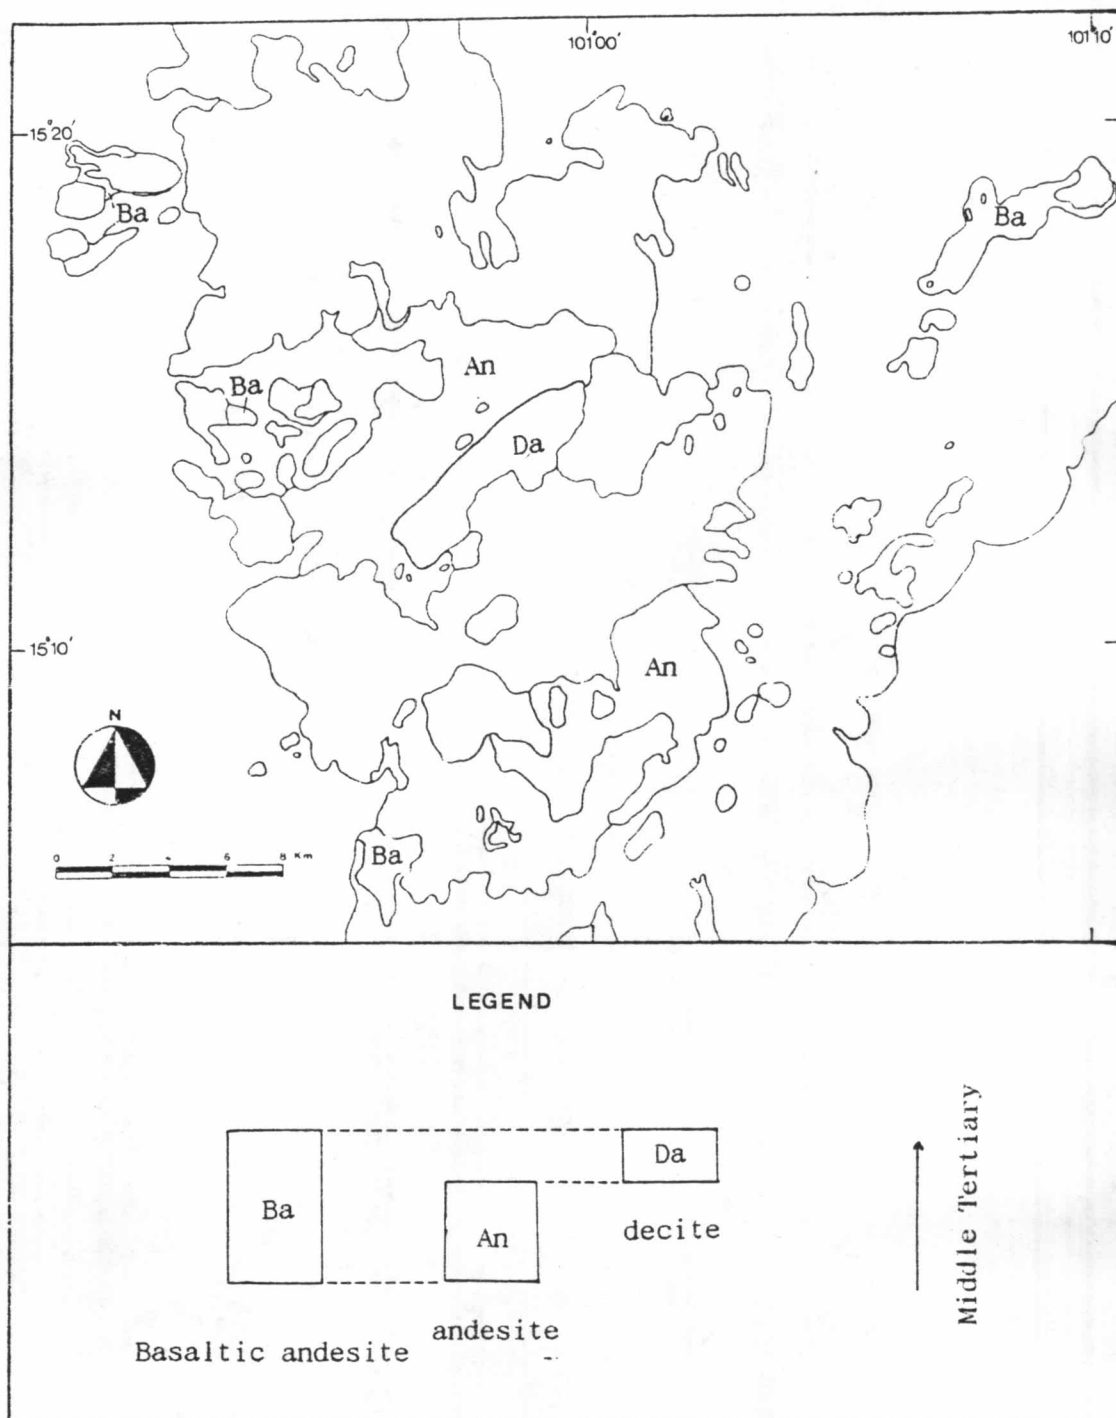 101°00'
101°10'
15°20'
Ba
Ba
An
Ba
Da
15°10'
An
N
0 2 4 6 8 Km
Ba
LEGEND
Ba
An
Da
decite
andesite
Basaltic andesite
Middle Tertiary